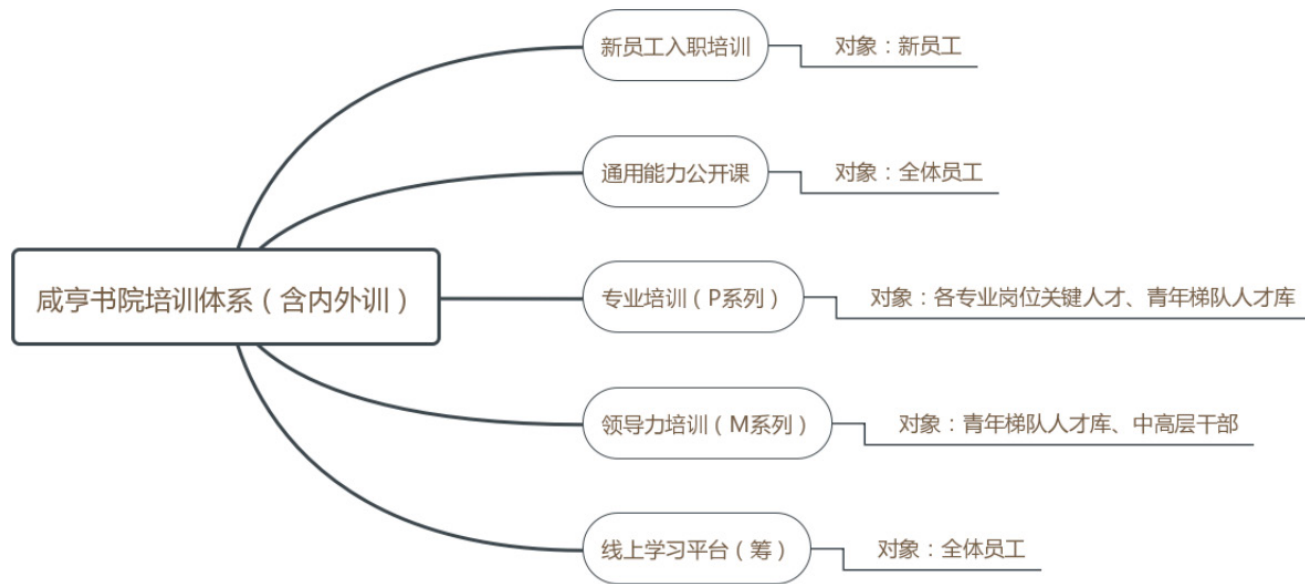 新员工入职培训
对象：新员工
通用能力公开课
对象：全体员工
咸亨书院培训体系（含内外训）
专业培训（P系列）
对象：各专业岗位关键人才、青年梯队人才库
领导力培训（M系列）
对象：青年梯队人才库、中高层干部
线上学习平台（筹）
对象：全体员工